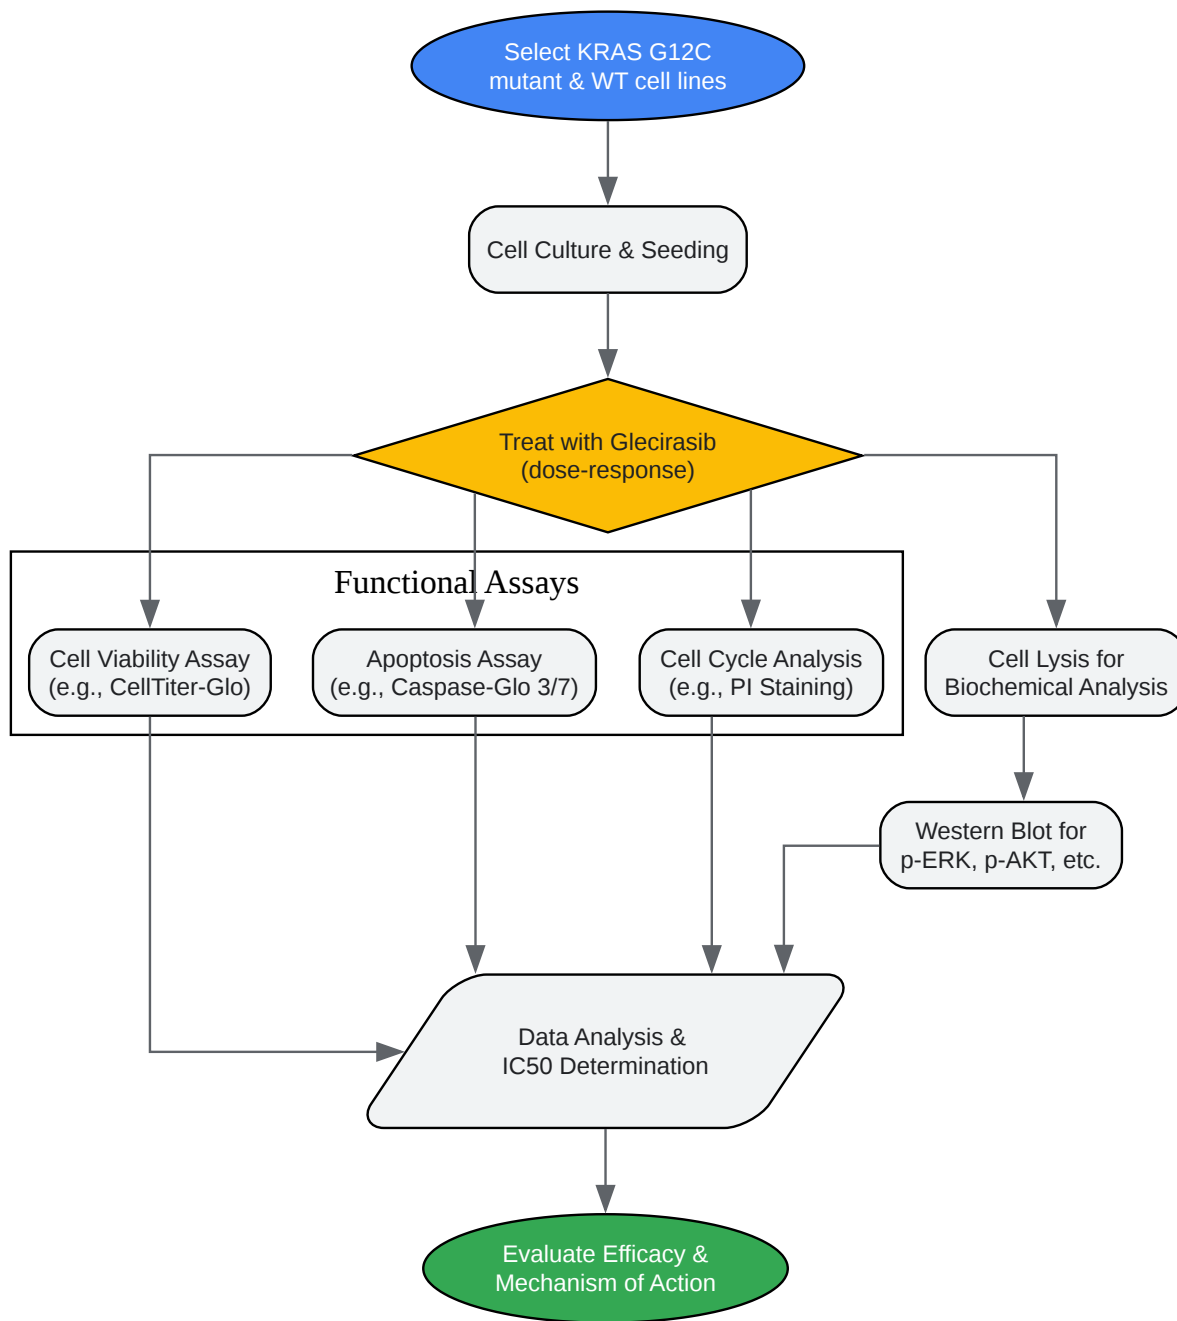 Select KRAS G12C
mutant & WT cell lines
Cell Culture & Seeding
Treat with Glecirasib
(dose-response)
Functional Assays
Cell Viability Assay
(e.g., CellTiter-Glo)
Apoptosis Assay
(e.g., Caspase-Glo 3/7)
Cell Cycle Analysis
(e.g., PI Staining)
Cell Lysis for
Biochemical Analysis
Western Blot for
p-ERK, p-AKT, etc.
Data Analysis &
IC50 Determination
Evaluate Efficacy &
Mechanism of Action